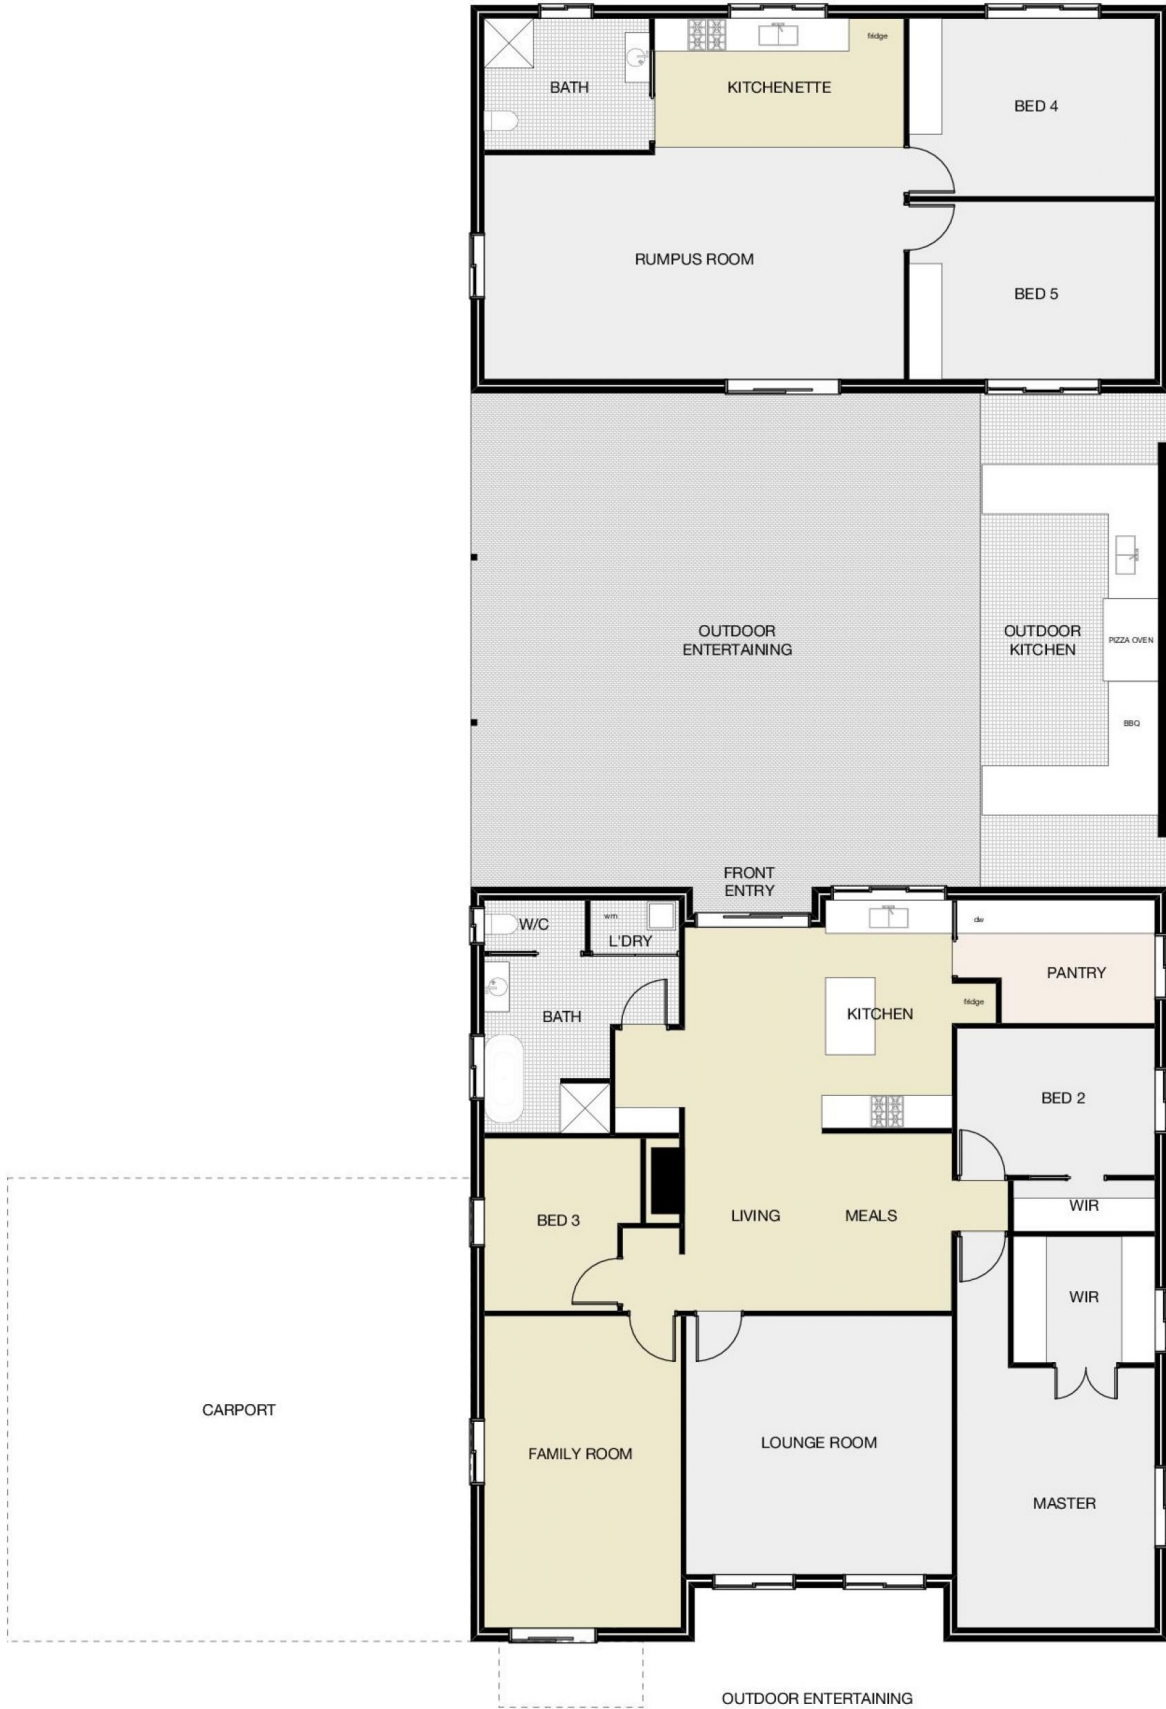 BATH
KITCHENETTE
fridge
BED 4
RUMPUS ROOM
BED 5
OUTDOOR
ENTERTAINING
OUTDOOR
KITCHEN
PIZZA OVEN
BBQ
FRONT
ENTRY
W/C
wm
L'DRY
dw
PANTRY
BATH
KITCHEN
fridge
BED 2
BED 3
LIVING
MEALS
WIR
WIR
CARPORT
FAMILY ROOM
LOUNGE ROOM
MASTER
OUTDOOR ENTERTAINING